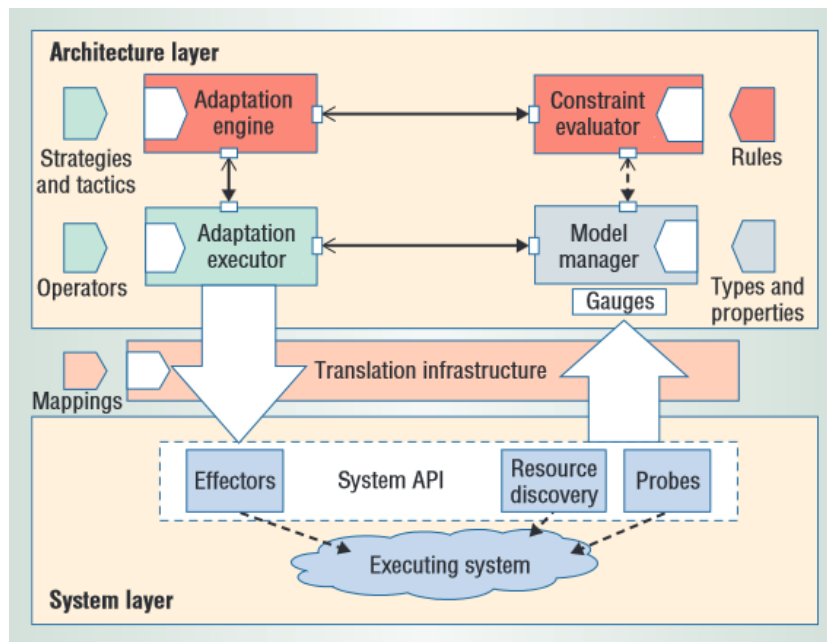 Architecture layer
Adaptation
engine
Constraint
evaluator
Strategies
and tactics
Rules
Adaptation
executor
Model
manager
Operators
Gauges
Types and
properties
Translation infrastructure
Mappings
Effectors
System API
Resource
discovery
Probes
Executing system
System layer